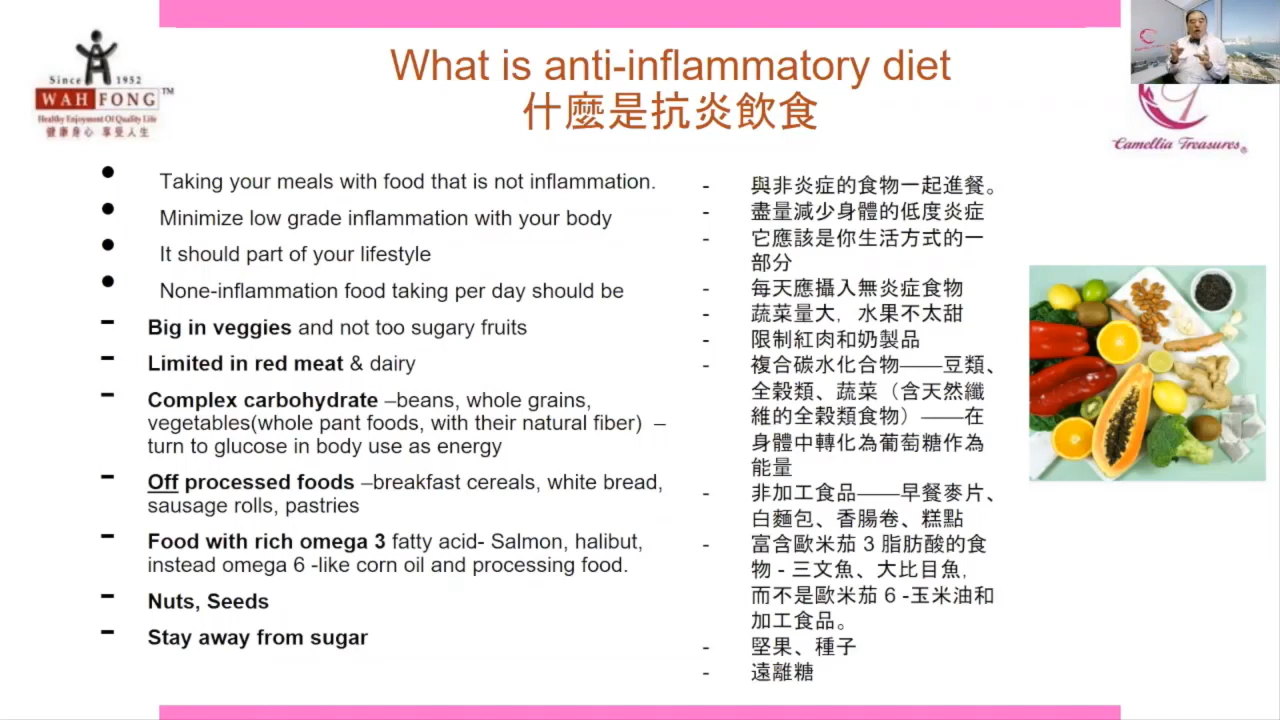 Since 1952
WAH FONG™
Healthy Enjoyment Of Quality Life
健康身心 享受人生
What is anti-inflammatory diet
什麼是抗炎飲食
Camellia Treasures®
• Taking your meals with food that is not inflammation.
• Minimize low grade inflammation with your body
• It should part of your lifestyle
• None-inflammation food taking per day should be
- Big in veggies and not too sugary fruits
- Limited in red meat & dairy
- Complex carbohydrate –beans, whole grains,
vegetables(whole pant foods, with their natural fiber) –
turn to glucose in body use as energy
- Off processed foods –breakfast cereals, white bread,
sausage rolls, pastries
- Food with rich omega 3 fatty acid- Salmon, halibut,
instead omega 6 -like corn oil and processing food.
- Nuts, Seeds
- Stay away from sugar
- 與非炎症的食物一起進餐。
- 盡量減少身體的低度炎症
- 它應該是你生活方式的一
部分
- 每天應攝入無炎症食物
- 蔬菜量大，水果不太甜
- 限制紅肉和奶製品
- 複合碳水化合物——豆類、
全穀類、蔬菜（含天然纖
維的全穀類食物）——在
身體中轉化為葡萄糖作為
能量
- 非加工食品——早餐麥片、
白麵包、香腸卷、糕點
- 富含歐米茄 3 脂肪酸的食
物 - 三文魚、大比目魚，
而不是歐米茄 6 -玉米油和
加工食品。
- 堅果、種子
- 遠離糖